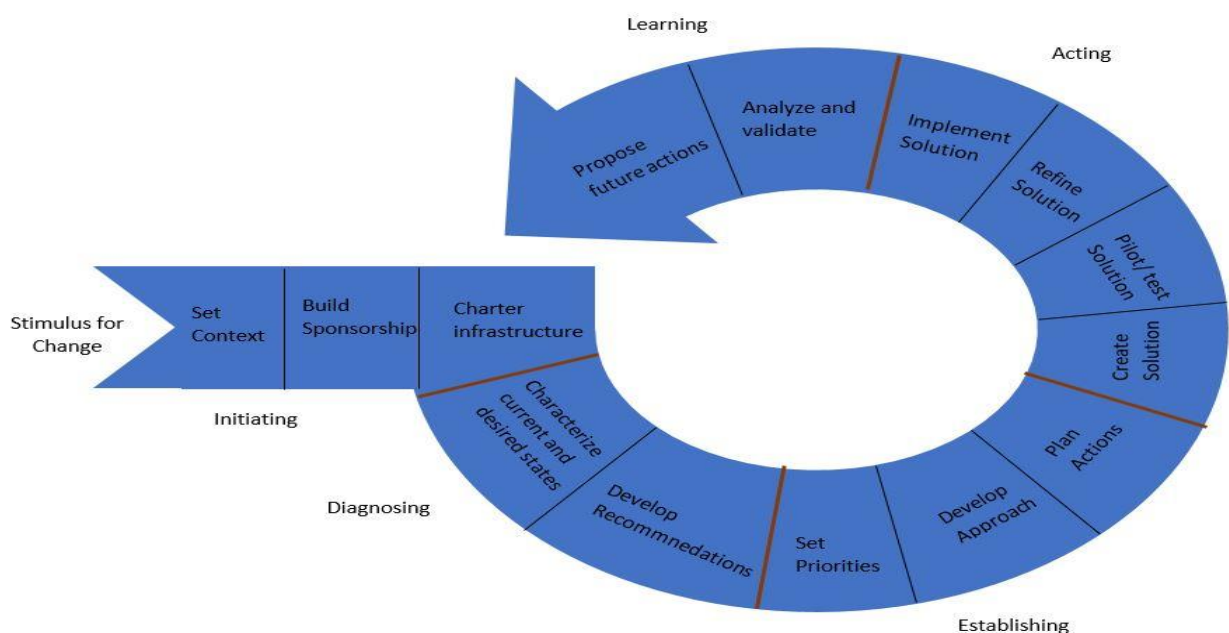 Stimulus for
Change
Set
Context
Build
Sponsorship
Charter
infrastructure
Initiating
Characterize
current and
desired states
Develop
Recommnedations
Diagnosing
Set
Priorities
Develop
Approach
Plan
Actions
Establishing
Create
Solution
Pilot/ test
Solution
Refine
Solution
Implement
Solution
Acting
Analyze and
validate
Propose
future actions
Learning